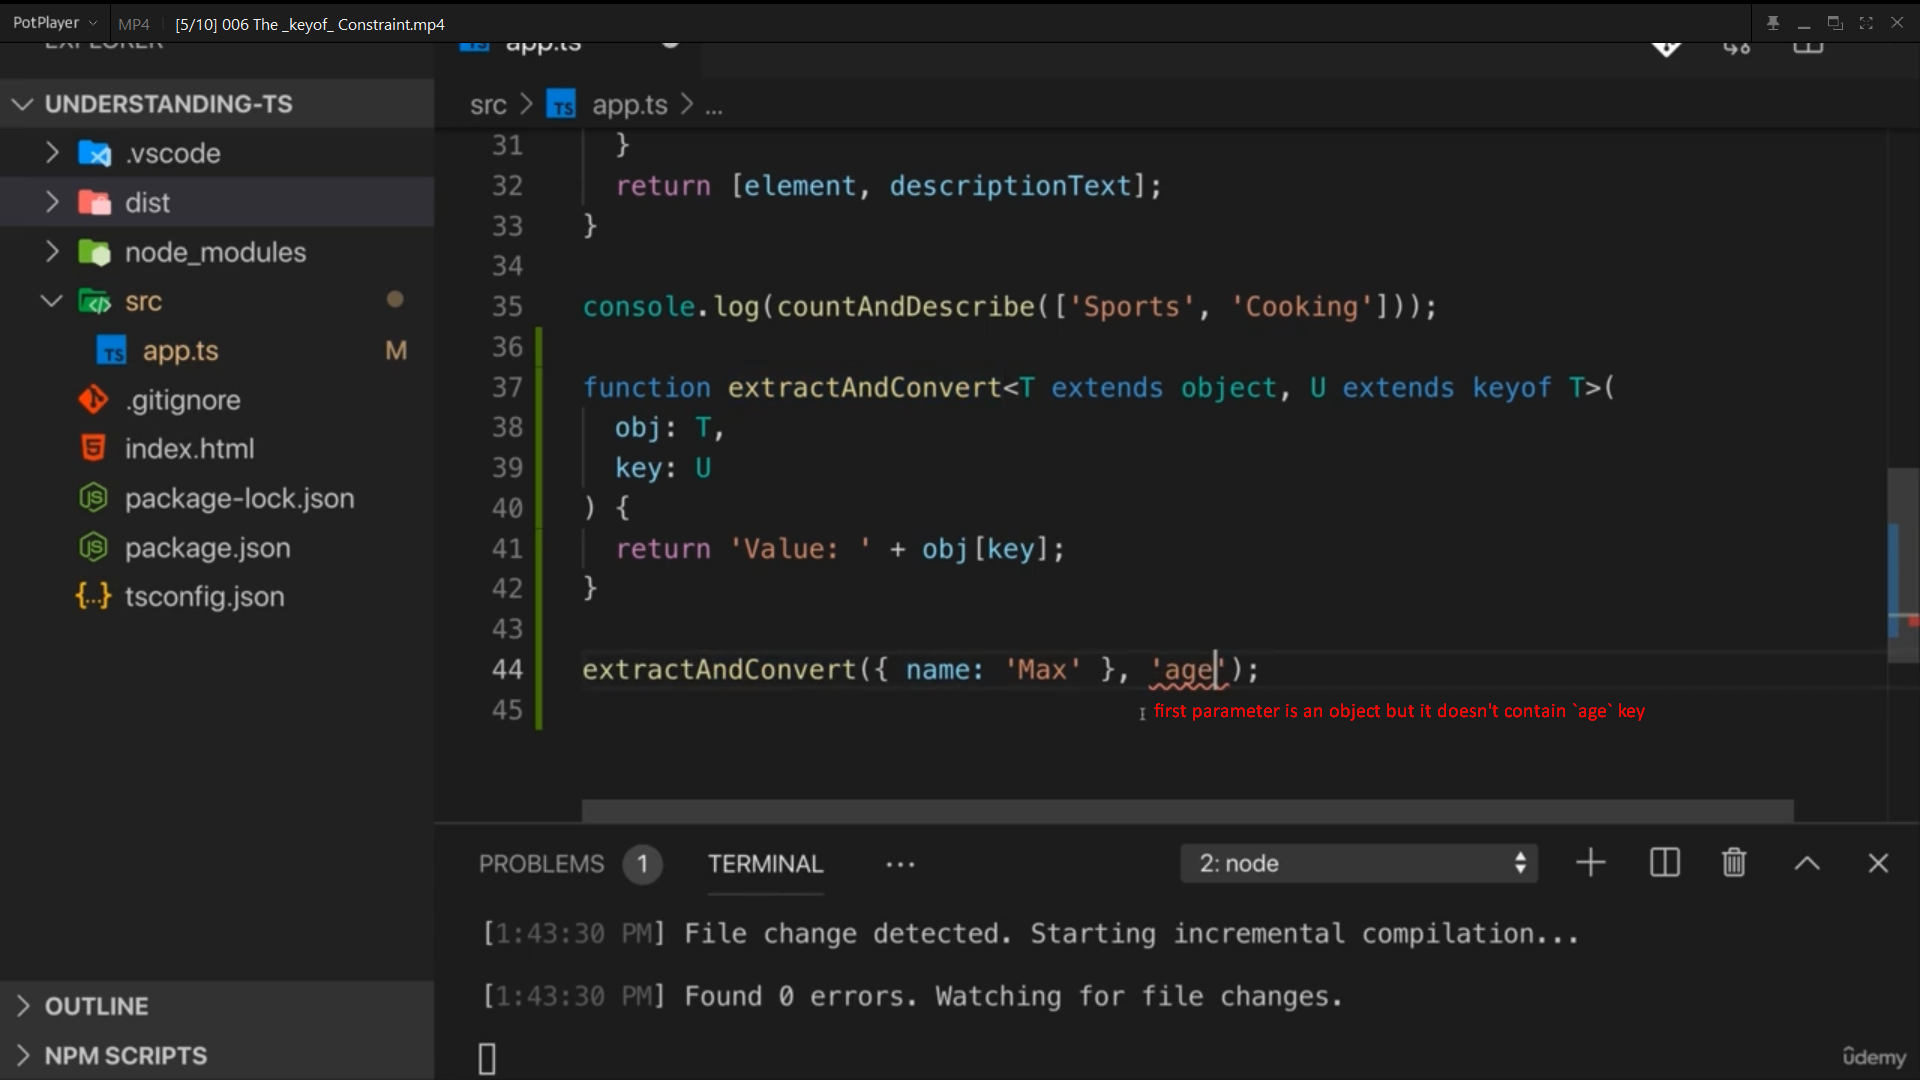 PotPlayer MP4 [5/10] 006 The _keyof_ Constraint.mp4
EXPLORER
TS app.ts
UNDERSTANDING-TS
src > TS app.ts > ...
.vscode
dist
node_modules
src
TS app.ts M
.gitignore
index.html
package-lock.json
package.json
{...} tsconfig.json
OUTLINE
NPM SCRIPTS
31 }
32 return [element, descriptionText];
33 }
34
35 console.log(countAndDescribe(['Sports', 'Cooking']));
36
37 function extractAndConvert<T extends object, U extends keyof T>(
38 obj: T,
39 key: U
40 ) {
41 return 'Value: ' + obj[key];
42 }
43
44 extractAndConvert({ name: 'Max' }, 'age');
45
first parameter is an object but it doesn't contain `age` key
PROBLEMS 1 TERMINAL ... 2: node
[1:43:30 PM] File change detected. Starting incremental compilation...
[1:43:30 PM] Found 0 errors. Watching for file changes.
ûdemy